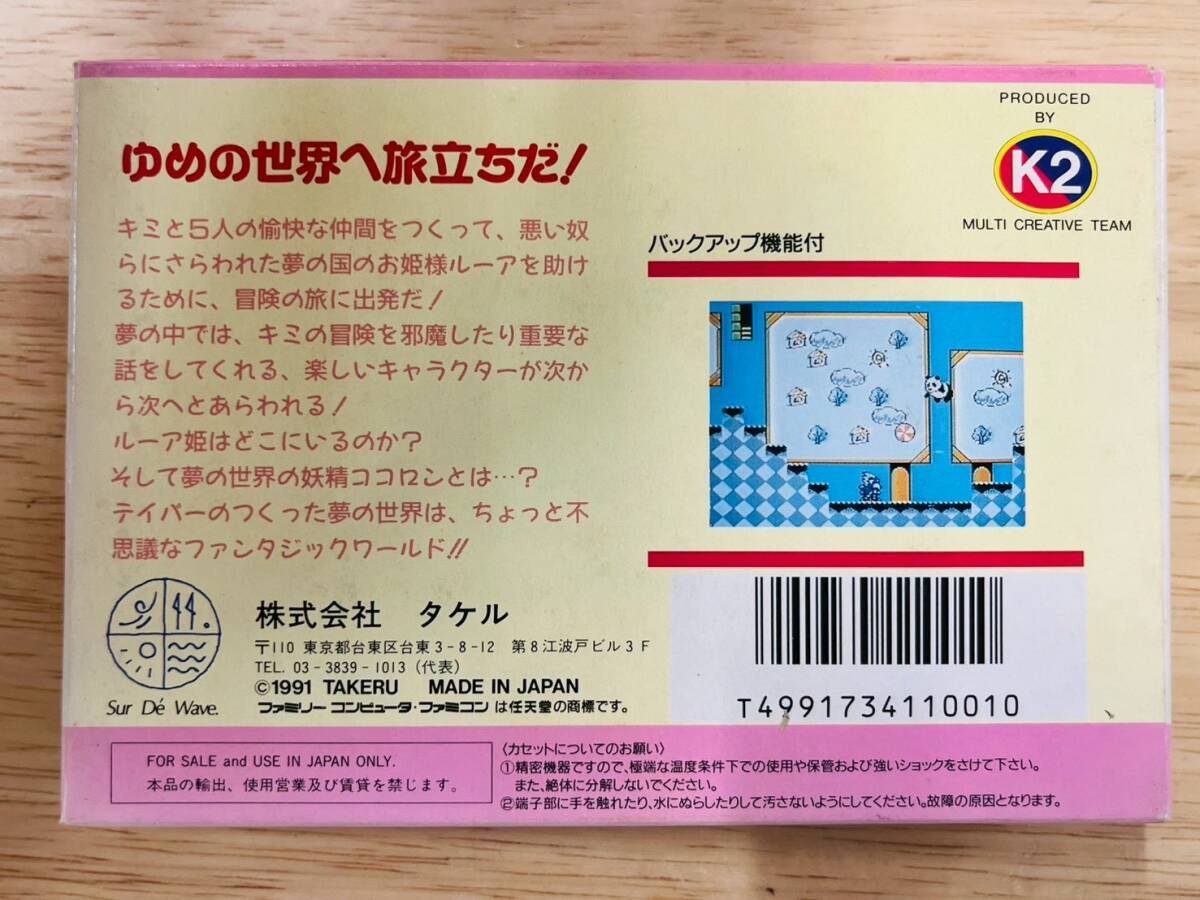 ゆめの世界へ旅立ちだ!
キミと5人の愉快な仲間をつくって、悪い奴
らにさらわれた夢の国のお姫様ルーアを助け
るために、冒険の旅に出発だ!
夢の中では、キミの冒険を邪魔したり重要な
話をしてくれる、楽しいキャラクターが次か
ら次へとあらわれる!
ルーア姫はどこにいるのか?
そして夢の世界の妖精ココロンとは…?
テイパーのつくった夢の世界は、ちょっと不
思議なファンタジックワールド!!
PRODUCED
BY
K2
MULTI CREATIVE TEAM
バックアップ機能付
Sur Dé Wave.
株式会社 タケル
〒110 東京都台東区台東3-8-12 第8江波戸ビル3F
TEL. 03-3839-1013 (代表)
©1991 TAKERU MADE IN JAPAN
ファミリーコンピュータ・ファミコンは任天堂の商標です。
T4991734110010
FOR SALE and USE IN JAPAN ONLY.
本品の輸出、使用営業及び賃貸を禁じます。
〈カセットについてのお願い〉
①精密機器ですので、極端な温度条件下での使用や保管および強いショックをさけて下さい。
また、絶体に分解しないでください。
②端子部に手を触れたり、水にぬらしたりして汚さないようにしてください。故障の原因となります。